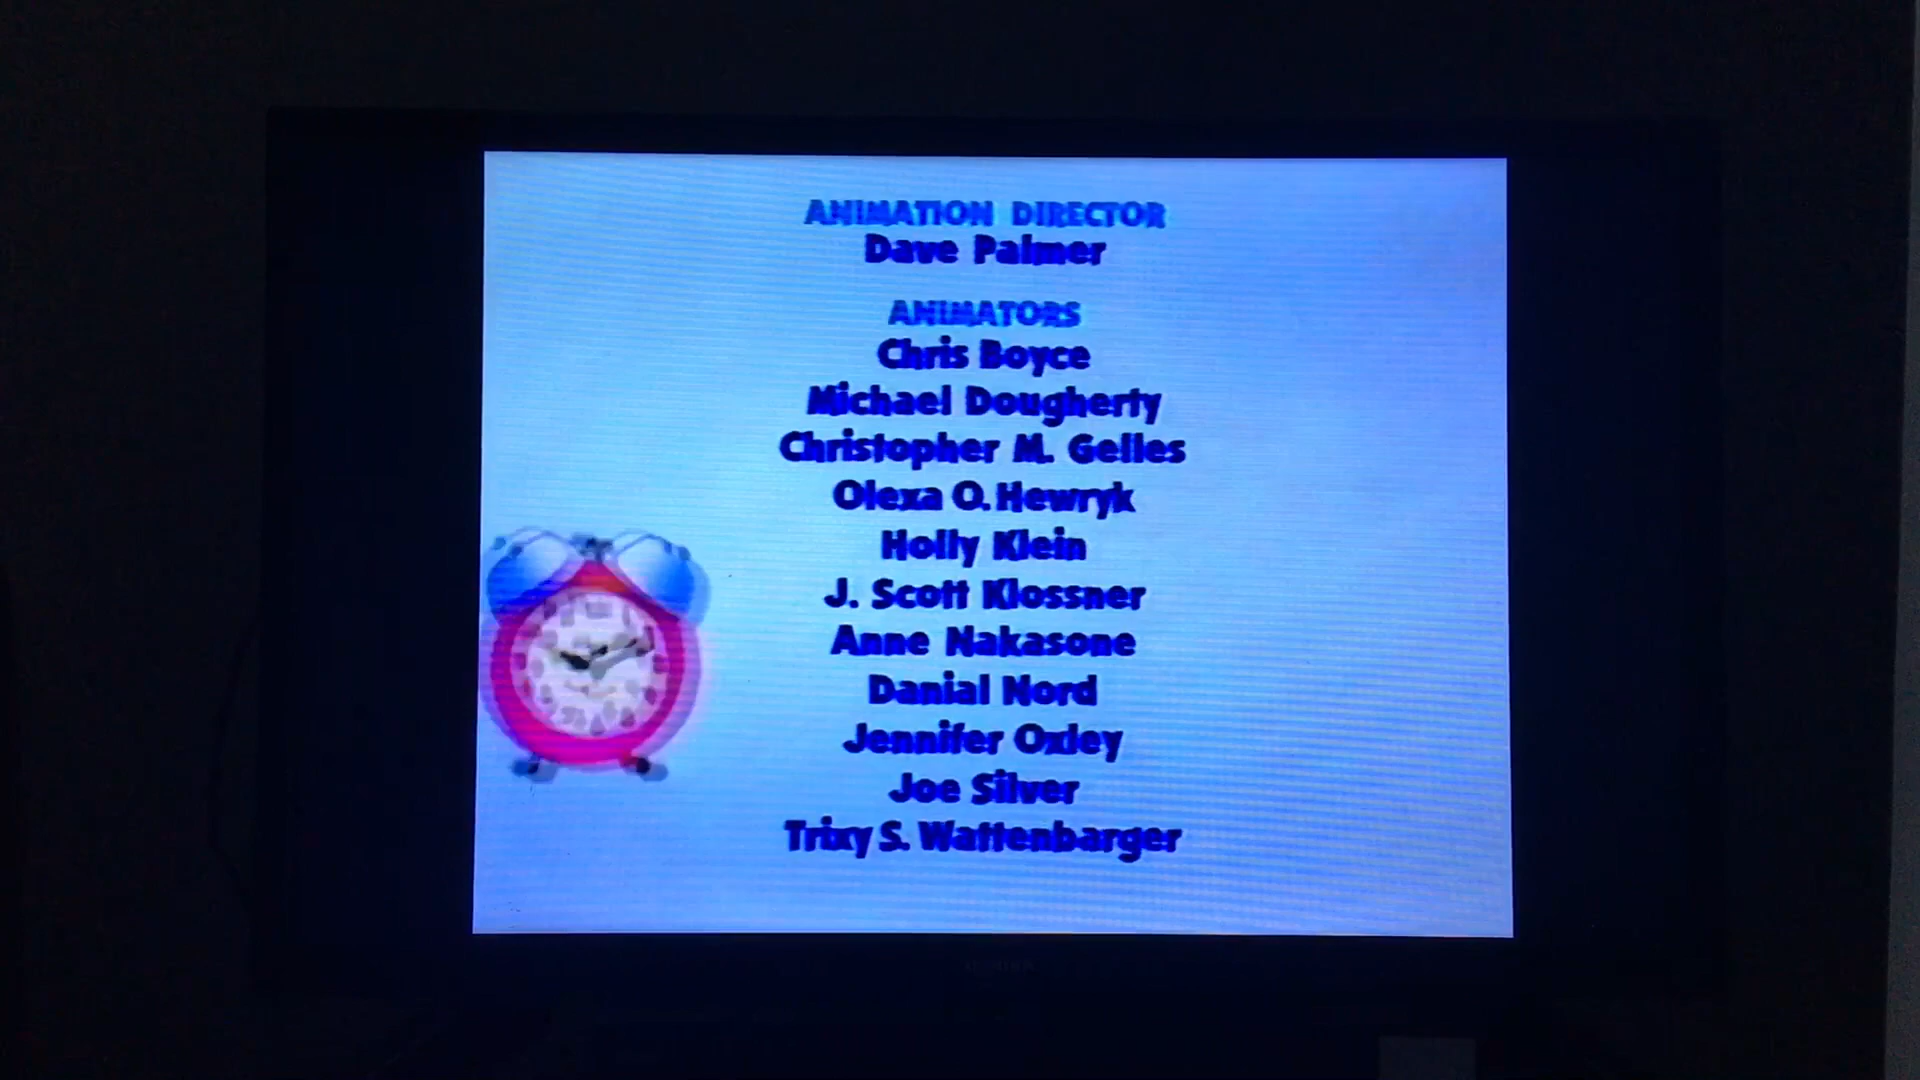 ANIMATION DIRECTOR
Dave Palmer
ANIMATORS
Chris Boyce
Michael Dougherty
Christopher M. Gelles
Olexa O. Hewryk
Holly Klein
J. Scott Klossner
Anne Nakasone
Danial Nord
Jennifer Oxley
Joe Silver
Trixy S. Wattenbarger